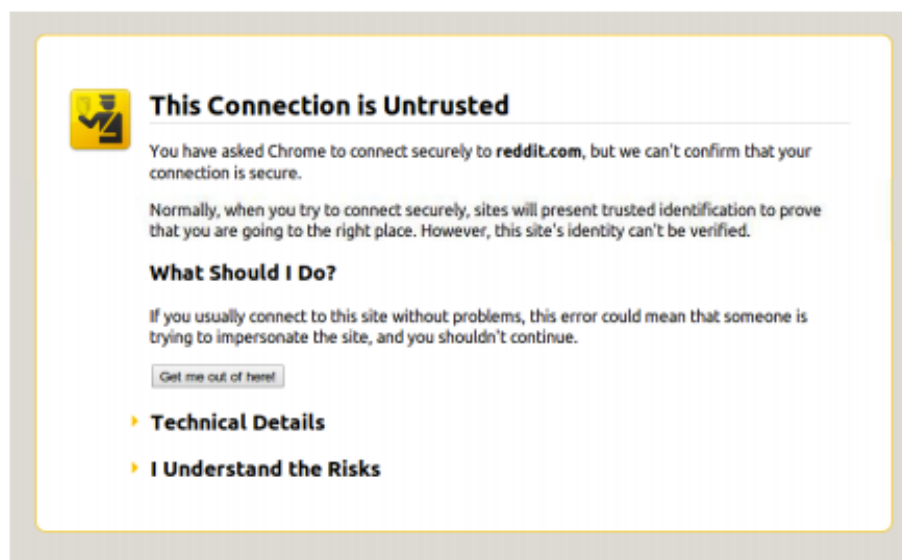 This Connection is Untrusted
You have asked Chrome to connect securely to reddit.com, but we can't confirm that your
connection is secure.
Normally, when you try to connect securely, sites will present trusted identification to prove
that you are going to the right place. However, this site's identity can't be verified.
What Should I Do?
If you usually connect to this site without problems, this error could mean that someone is
trying to impersonate the site, and you shouldn't continue.
Get me out of here!
Technical Details
I Understand the Risks